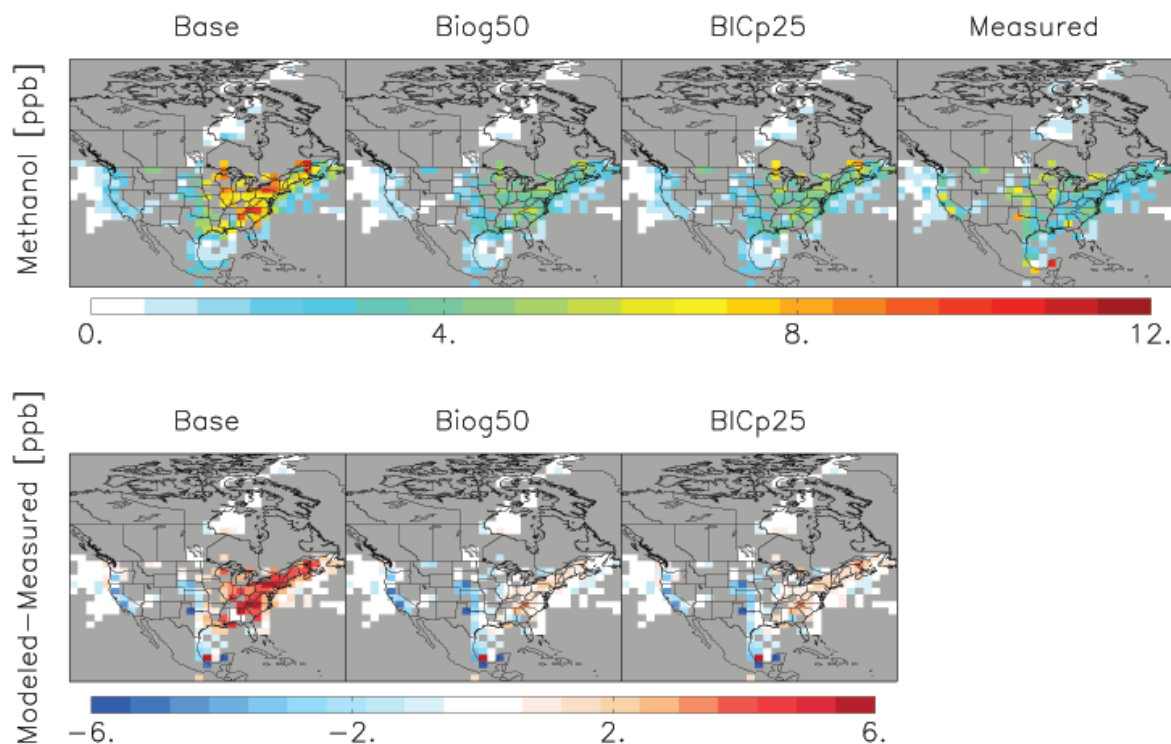 Base Biog50 BICp25 Measured
Methanol [ppb]
0. 4. 8. 12.
Base Biog50 BICp25
Modeled-Measured [ppb]
-6. -2. 2. 6.